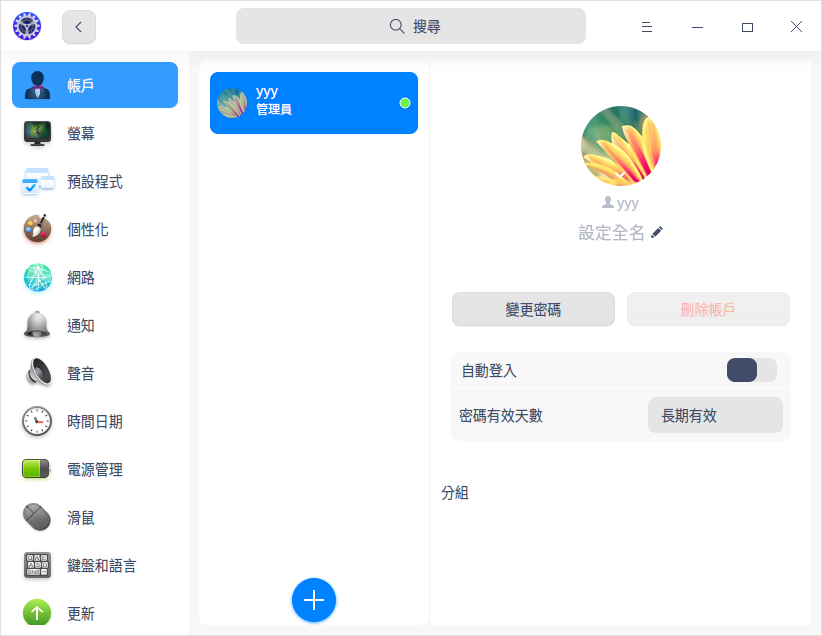 搜尋
帳戶
螢幕
預設程式
個性化
網路
通知
聲音
時間日期
電源管理
滑鼠
鍵盤和語言
更新
yyy
管理員
yyy
設定全名
變更密碼
刪除帳戶
自動登入
密碼有效天數
長期有效
分組